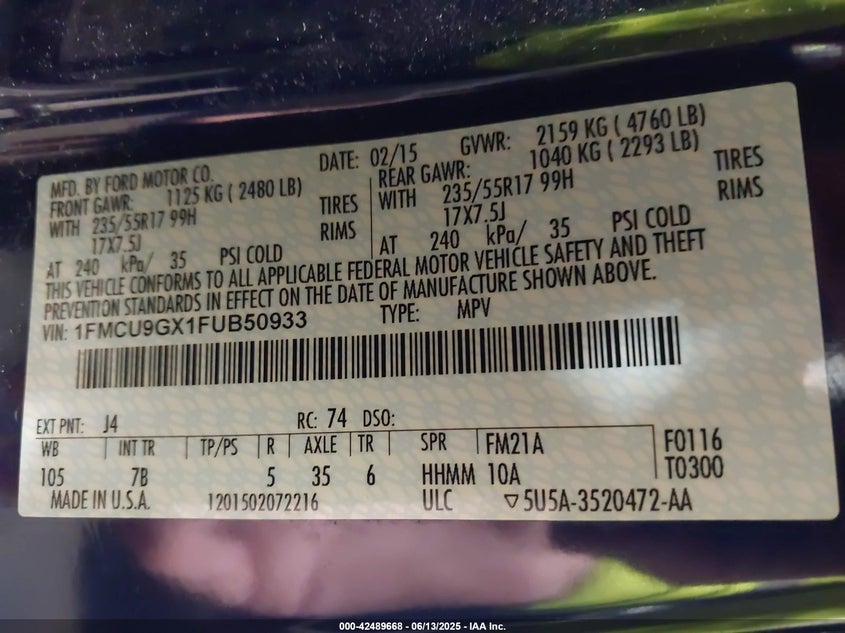 MFD. BY FORD MOTOR CO.
DATE: 02/15 GVWR: 2159 KG ( 4760 LB)
FRONT GAWR: 1125 KG ( 2480 LB)
WITH 235/55R17 99H TIRES
17X7.5J RIMS
AT 240 kPa/ 35 PSI COLD
REAR GAWR: 1040 KG ( 2293 LB)
WITH 235/55R17 99H TIRES
17X7.5J RIMS
AT 240 kPa/ 35 PSI COLD
THIS VEHICLE CONFORMS TO ALL APPLICABLE FEDERAL MOTOR VEHICLE SAFETY AND THEFT
PREVENTION STANDARDS IN EFFECT ON THE DATE OF MANUFACTURE SHOWN ABOVE.
VIN: 1FMCU9GX1FUB50933 TYPE: MPV
EXT PNT: J4 RC: 74 DSO:
WB INT TR TP/PS R AXLE TR SPR FM21A F0116
105 7B 5 35 6 HHMM 10A T0300
MADE IN U.S.A. 1201502072216 ULC ▽5U5A-3520472-AA
000-42489668 - 06/13/2025 - IAA Inc.